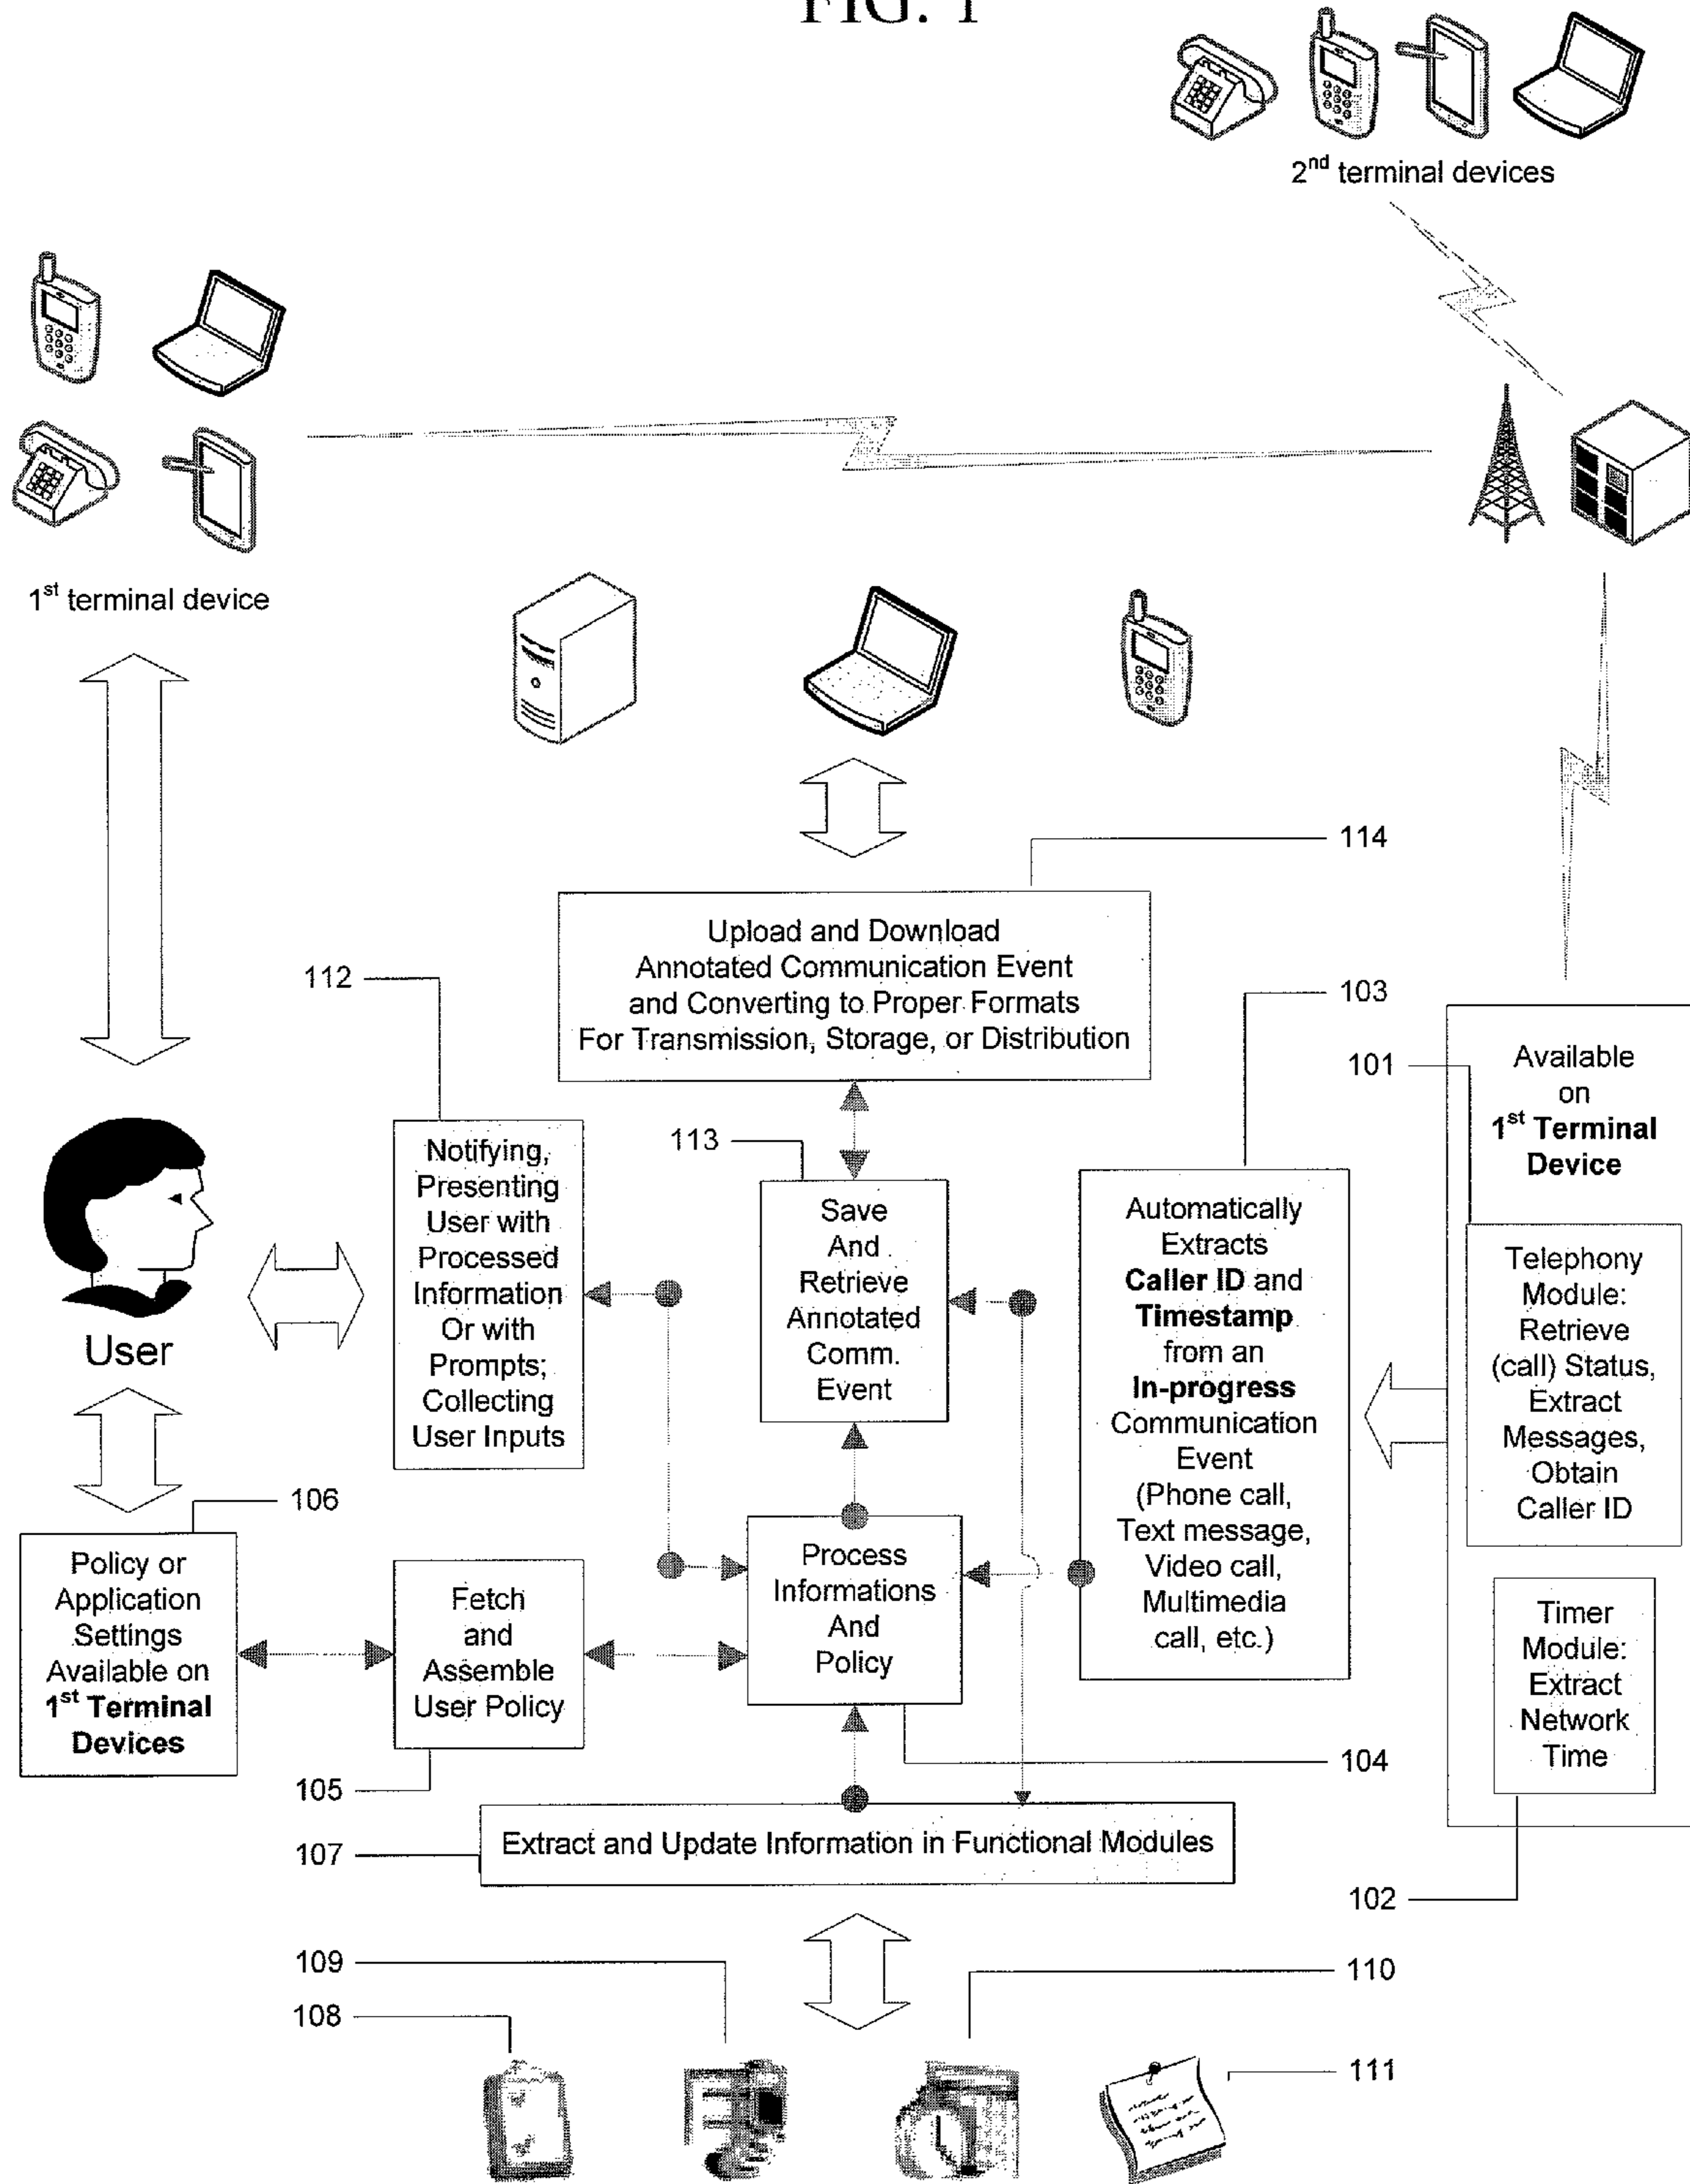 FIG. 1
2nd terminal devices
1st terminal device
114
Upload and Download
Annotated Communication Event
and Converting to Proper Formats
For Transmission, Storage, or Distribution
112
103
101
Available
on
1st Terminal
Device
113
Notifying,
Presenting
User with
Processed
Information
Or with
Prompts;
Collecting
User Inputs
Save
And
Retrieve
Annotated
Comm.
Event
Automatically
Extracts
Caller ID and
Timestamp
from an
In-progress
Communication
Event
(Phone call,
Text message,
Video call,
Multimedia
call, etc.)
Telephony
Module:
Retrieve
(call) Status,
Extract
Messages,
Obtain
Caller ID
User
106
Policy or
Application
Settings
Available on
1st Terminal
Devices
Fetch
and
Assemble
User Policy
Process
Informations
And
Policy
Timer
Module:
Extract
Network
Time
105
104
107
Extract and Update Information in Functional Modules
102
109
110
108
111